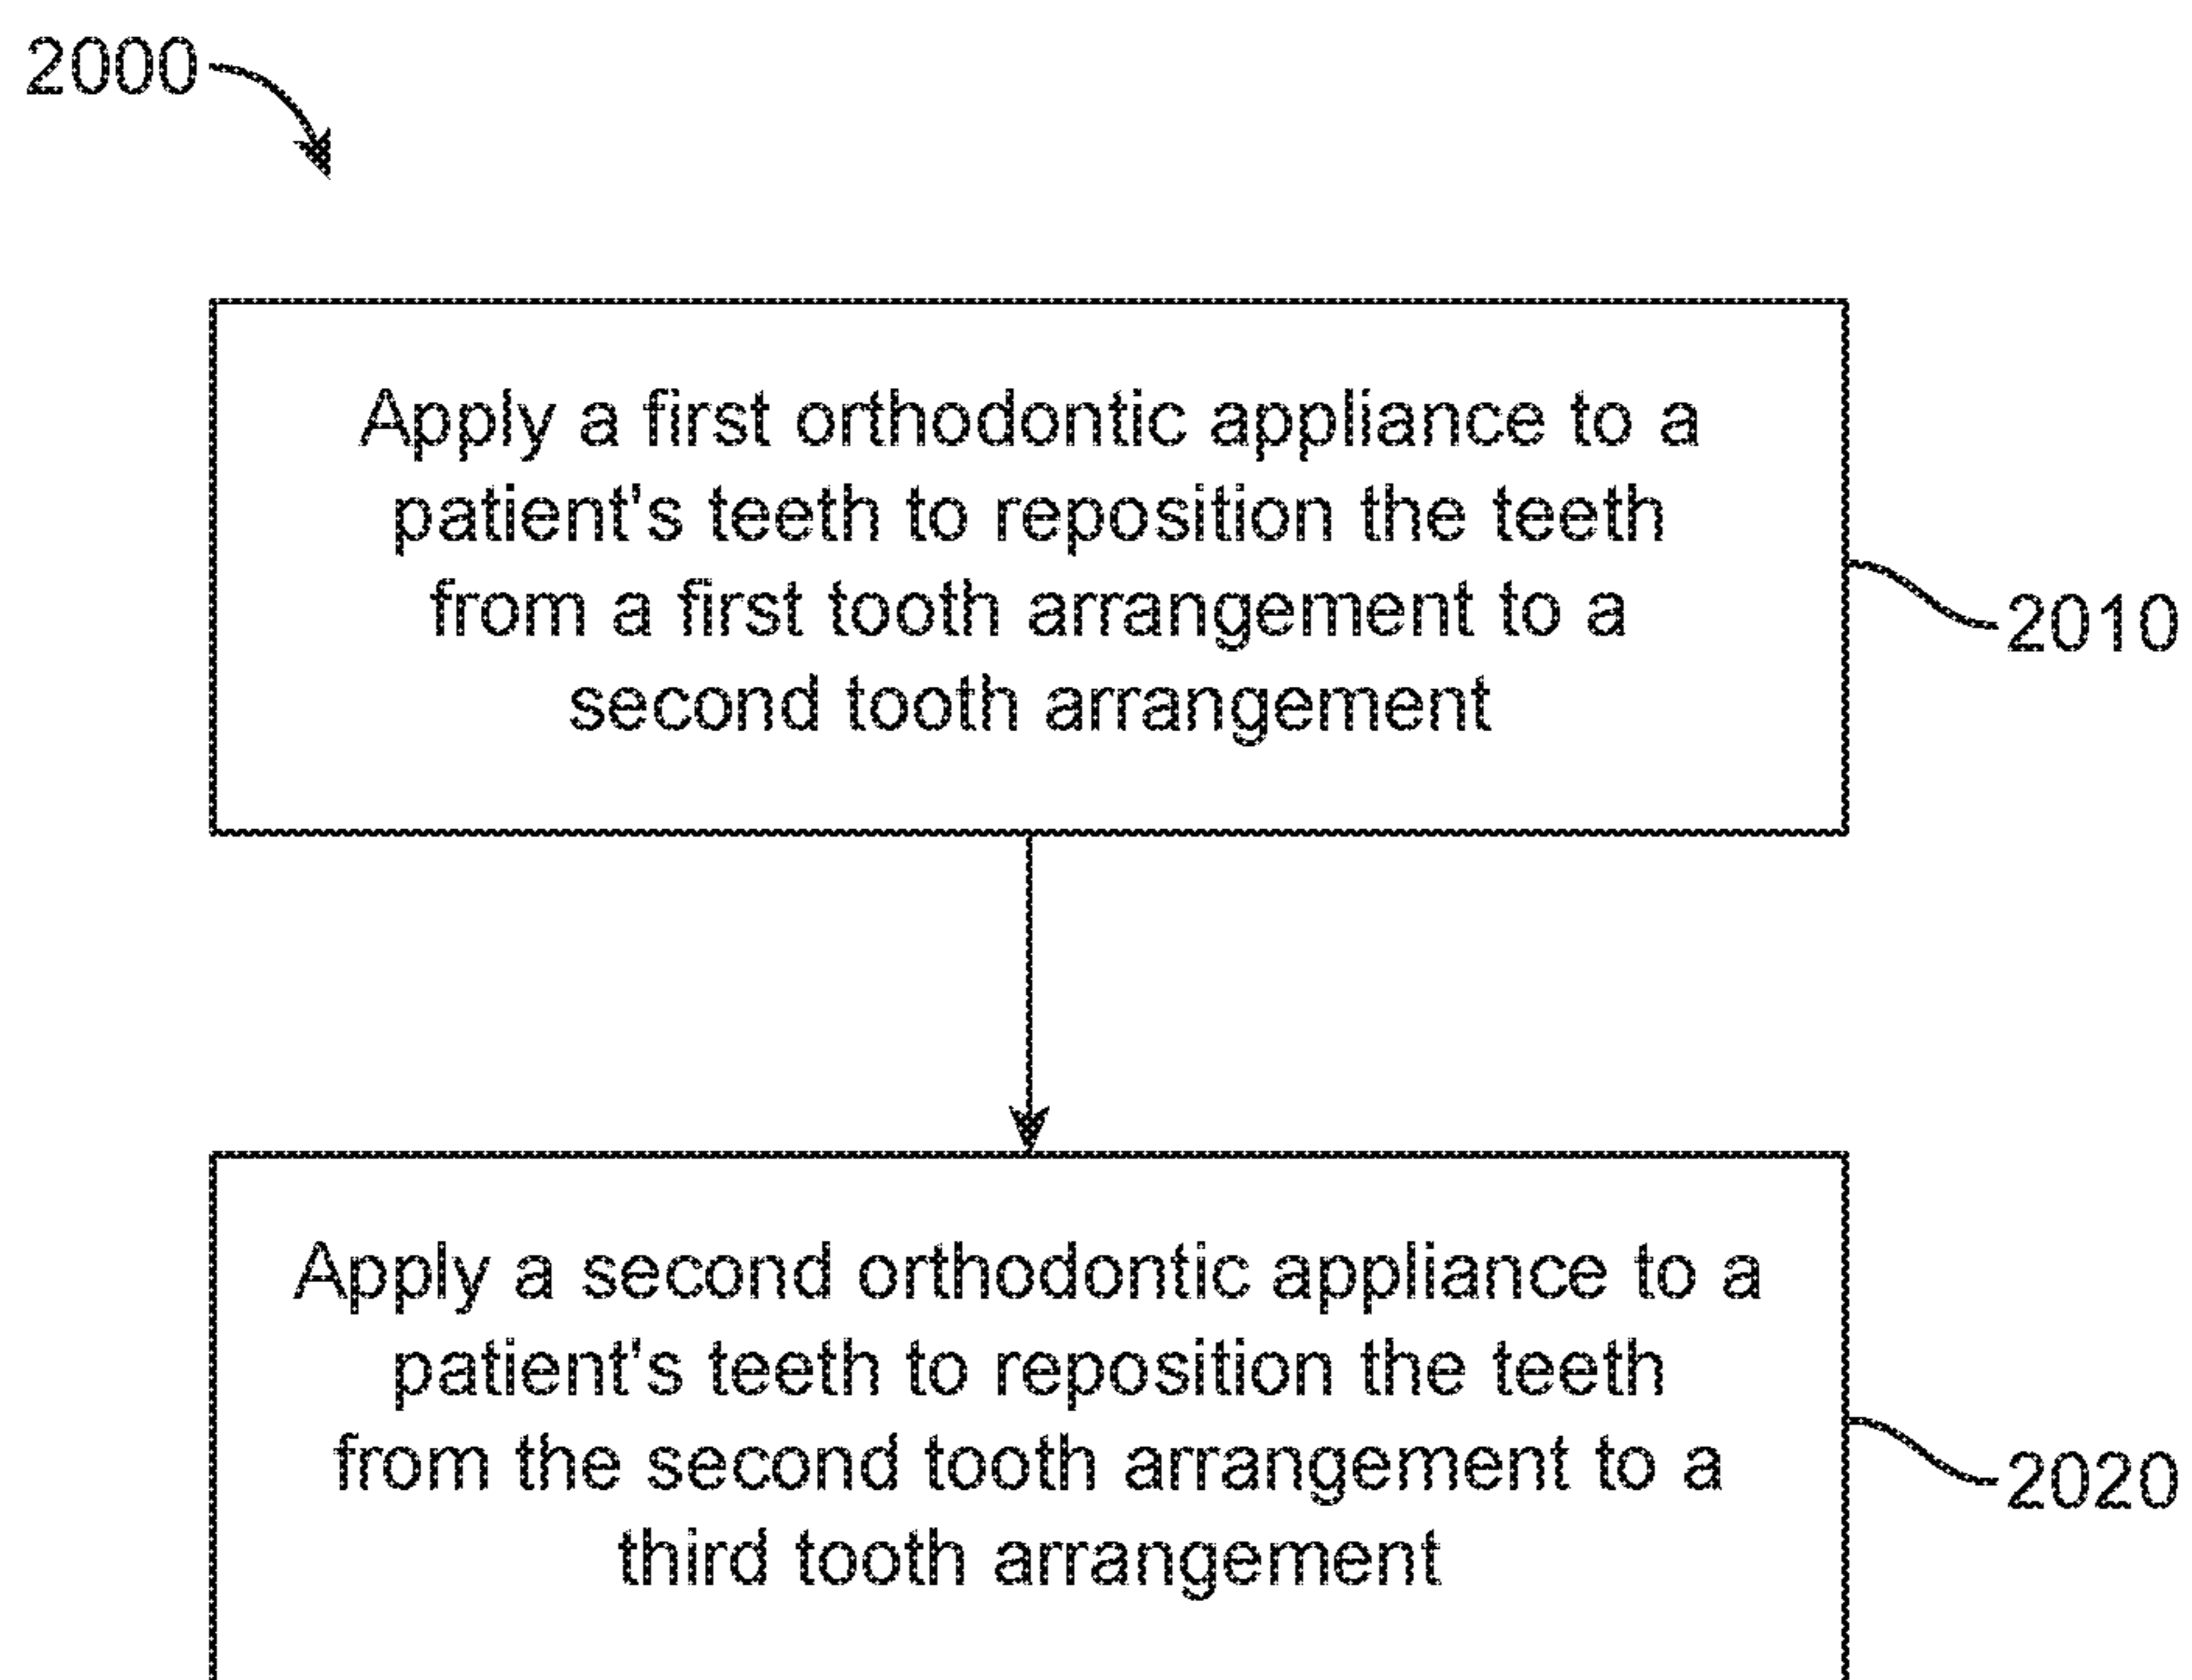 2000
Apply a first orthodontic appliance to a
patient's teeth to reposition the teeth
from a first tooth arrangement to a
second tooth arrangement
2010
Apply a second orthodontic appliance to a
patient's teeth to reposition the teeth
from the second tooth arrangement to a
third tooth arrangement
2020